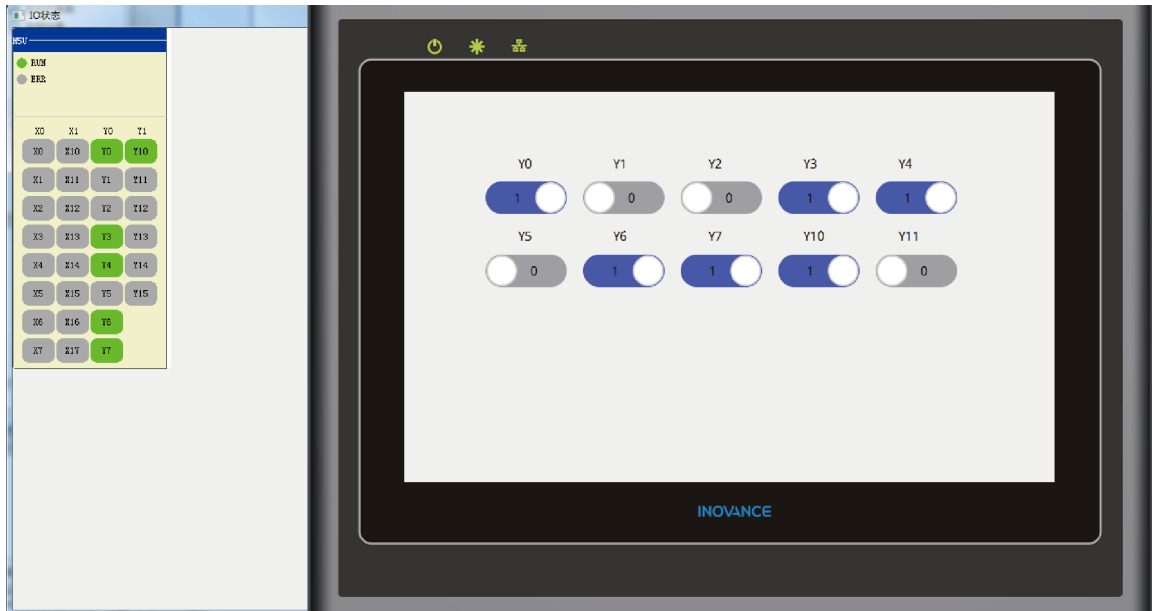 IO状态
H5U
RUN
ERR
X0 X1 Y0 Y1
X0 X10 Y0 Y10
X1 X11 Y1 Y11
X2 X12 Y2 Y12
X3 X13 Y3 Y13
X4 X14 Y4 Y14
X5 X15 Y5 Y15
X6 X16 Y6
X7 X17 Y7
Y0 Y1 Y2 Y3 Y4
1 0 0 1 1
Y5 Y6 Y7 Y10 Y11
0 1 1 1 0
INOVANCE